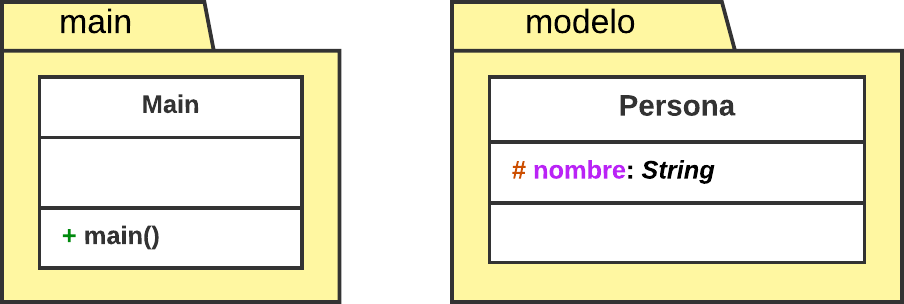 main
Main
+ main()
modelo
Persona
# nombre: String